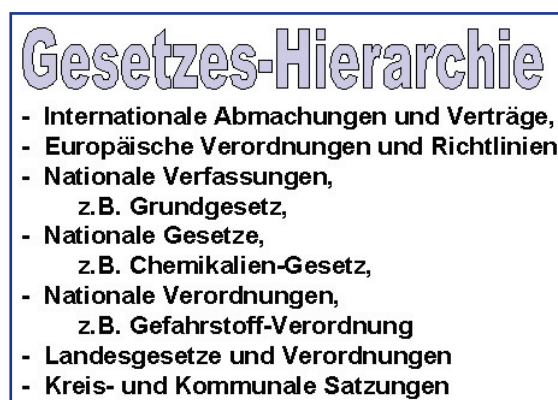 Gesetzes-Hierarchie
- Internationale Abmachungen und Verträge,
- Europäische Verordnungen und Richtlinien
- Nationale Verfassungen,
z.B. Grundgesetz,
- Nationale Gesetze,
z.B. Chemikalien-Gesetz,
- Nationale Verordnungen,
z.B. Gefahrstoff-Verordnung
- Landesgesetze und Verordnungen
- Kreis- und Kommunale Satzungen